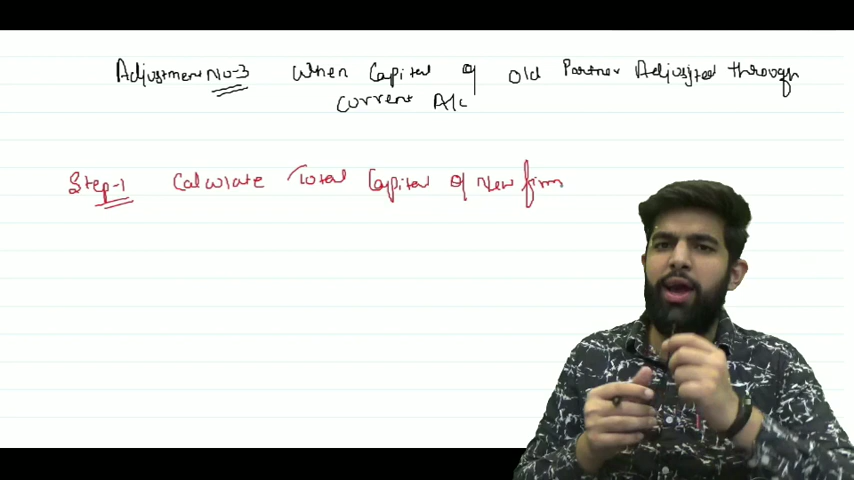 Adjustment No-3 When Capital of Old Partner Adjusted through
Current A/c
Step-1 Calculate Total Capital of New firm